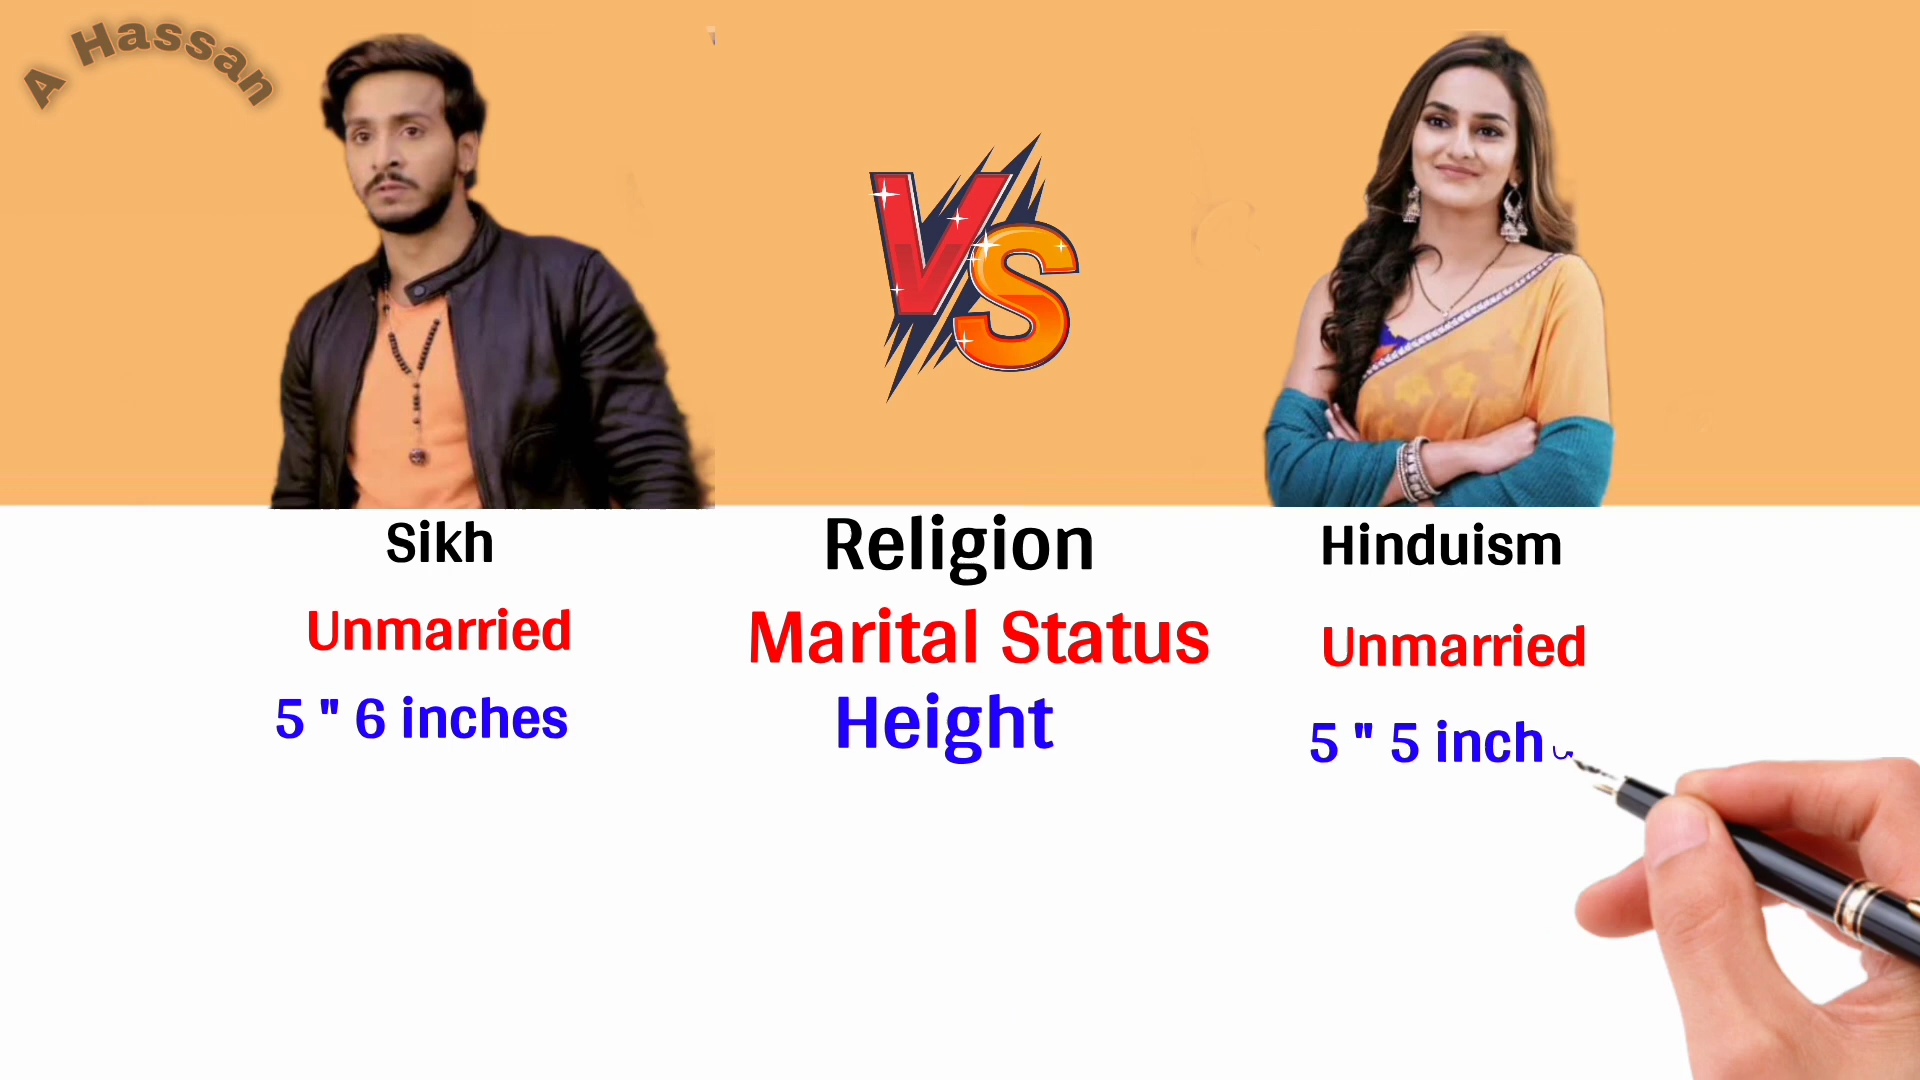 A Hassan
VS
Sikh Religion Hinduism
Unmarried Marital Status Unmarried
5 " 6 inches Height 5 " 5 inch